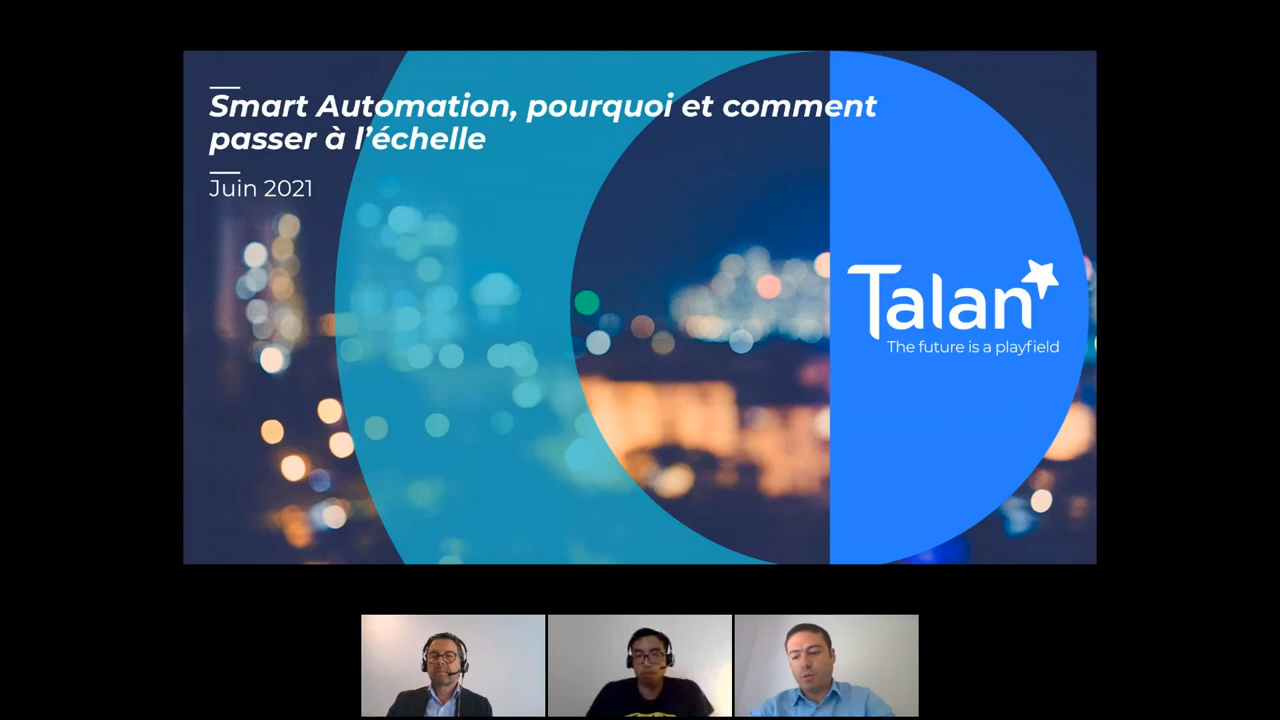 Smart Automation, pourquoi et comment
passer à l’échelle
Juin 2021
Talan
The future is a playfield